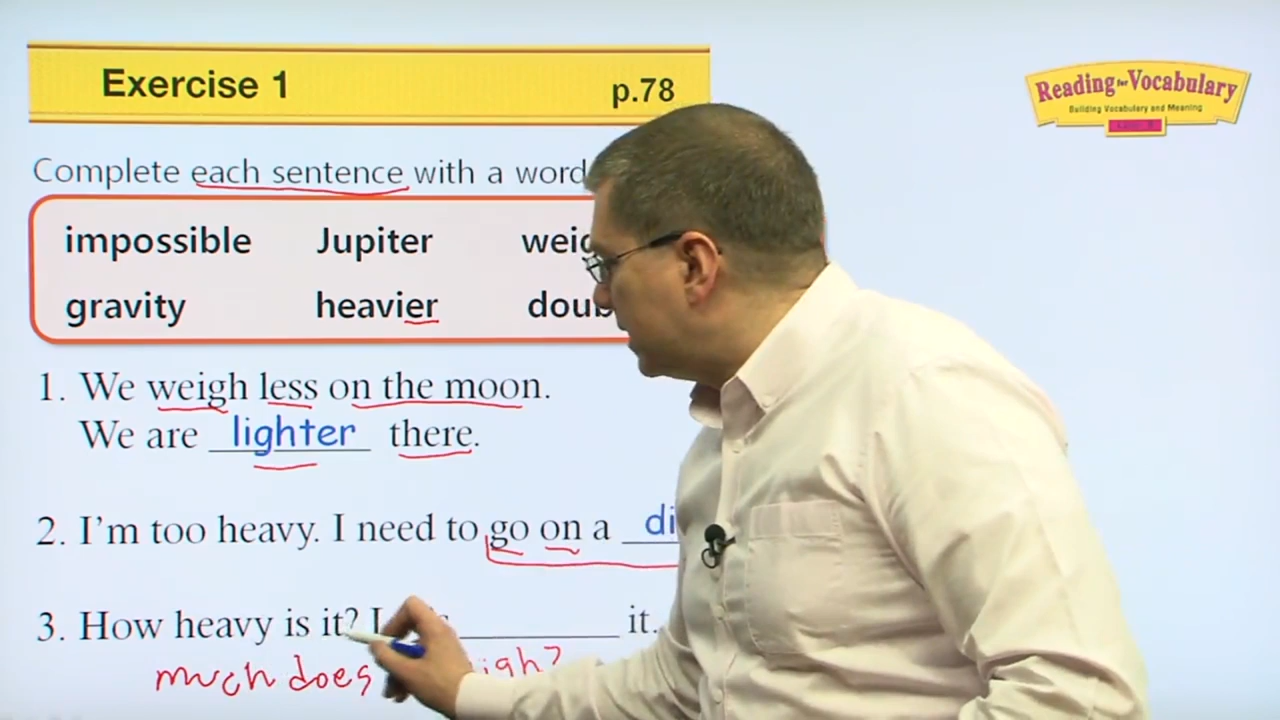 Exercise 1 p.78
Reading for Vocabulary
Building Vocabulary and Meaning
Complete each sentence with a word
impossible Jupiter
gravity heavier
1. We weigh less on the moon.
We are lighter there.
2. I'm too heavy. I need to go on a
3. How heavy is it? it.
much does